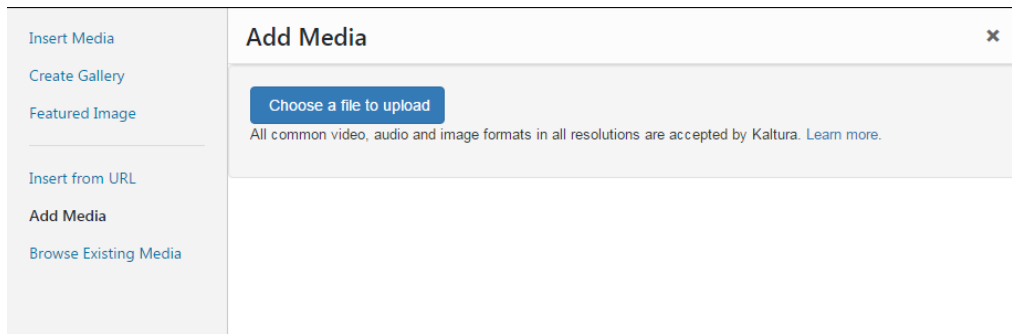 Insert Media
Create Gallery
Featured Image
Insert from URL
Add Media
Browse Existing Media
Add Media
Choose a file to upload
All common video, audio and image formats in all resolutions are accepted by Kaltura. Learn more.